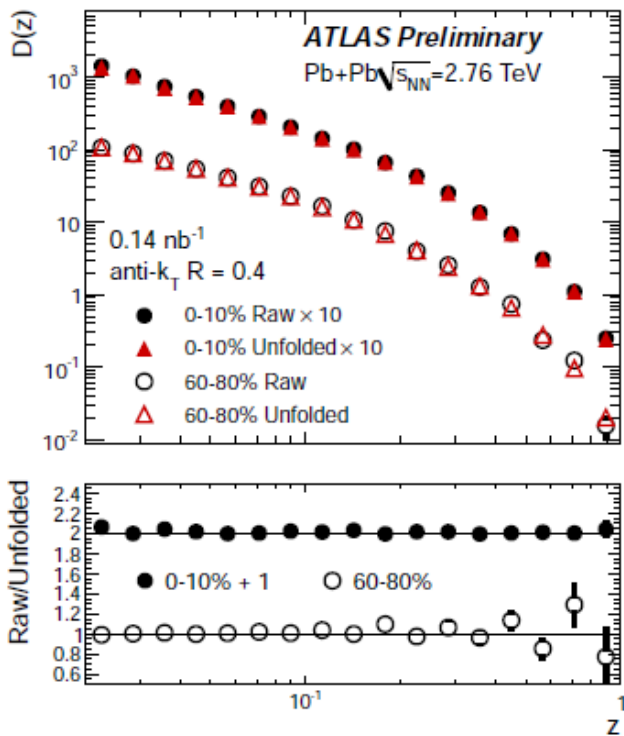 D(z)
ATLAS Preliminary
Pb+Pb √s_NN=2.76 TeV
10³
10²
10
1
10⁻¹
10⁻²
0.14 nb⁻¹
anti-k_T R = 0.4
0-10% Raw × 10
0-10% Unfolded × 10
60-80% Raw
60-80% Unfolded
Raw/Unfolded
2.4
2.2
2
1.8
1.6
1.4
1.2
1
0.8
0.6
0-10% + 1
60-80%
10⁻¹
1
z